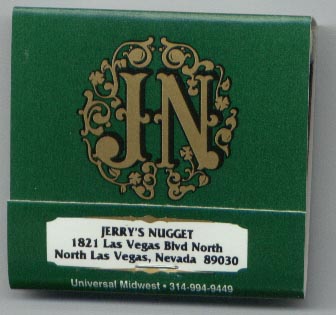 JN
JERRY'S NUGGET
1821 Las Vegas Blvd North
North Las Vegas, Nevada 89030
Universal Midwest • 314-994-9449